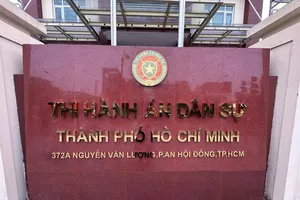 THI HÀNH ÁN DÂN SỰ
THÀNH PHỐ HỒ CHÍ MINH
372A NGUYỄN VĂN LƯỢNG, P.AN HỘI ĐÔNG, TP.HCM